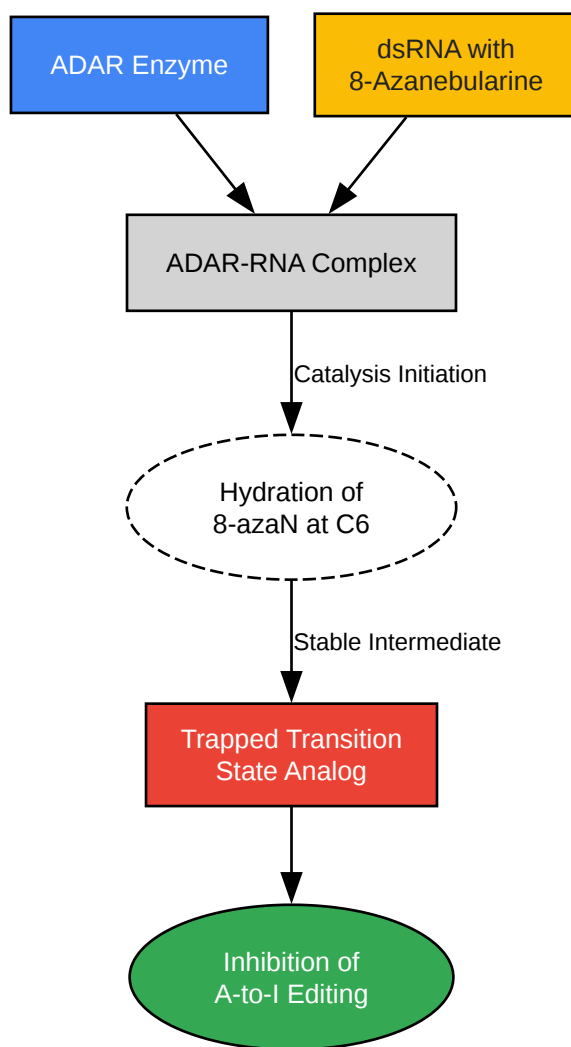 ADAR Enzyme
dsRNA with
8-Azanebularine
ADAR-RNA Complex
Catalysis Initiation
Hydration of
8-azaN at C6
Stable Intermediate
Trapped Transition
State Analog
Inhibition of
A-to-I Editing